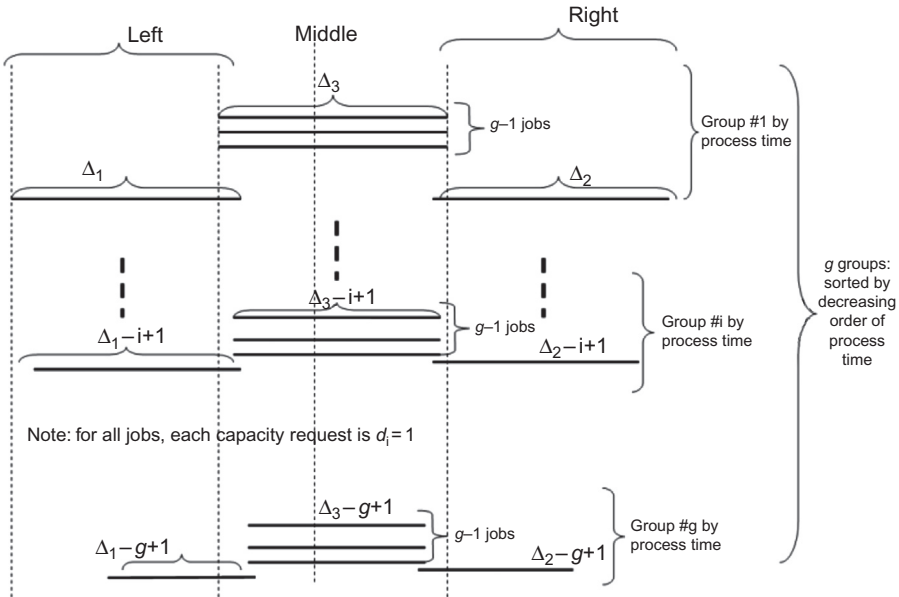 Left
Middle
Right
Δ₃
g–1 jobs
Group #1 by
process time
Δ₁
Δ₂
g groups:
sorted by
decreasing
order of
process
time
Δ₃−i+1
g–1 jobs
Group #i by
process time
Δ₁−i+1
Δ₂−i+1
Note: for all jobs, each capacity request is dᵢ=1
Δ₃−g+1
g–1 jobs
Group #g by
process time
Δ₁−g+1
Δ₂−g+1